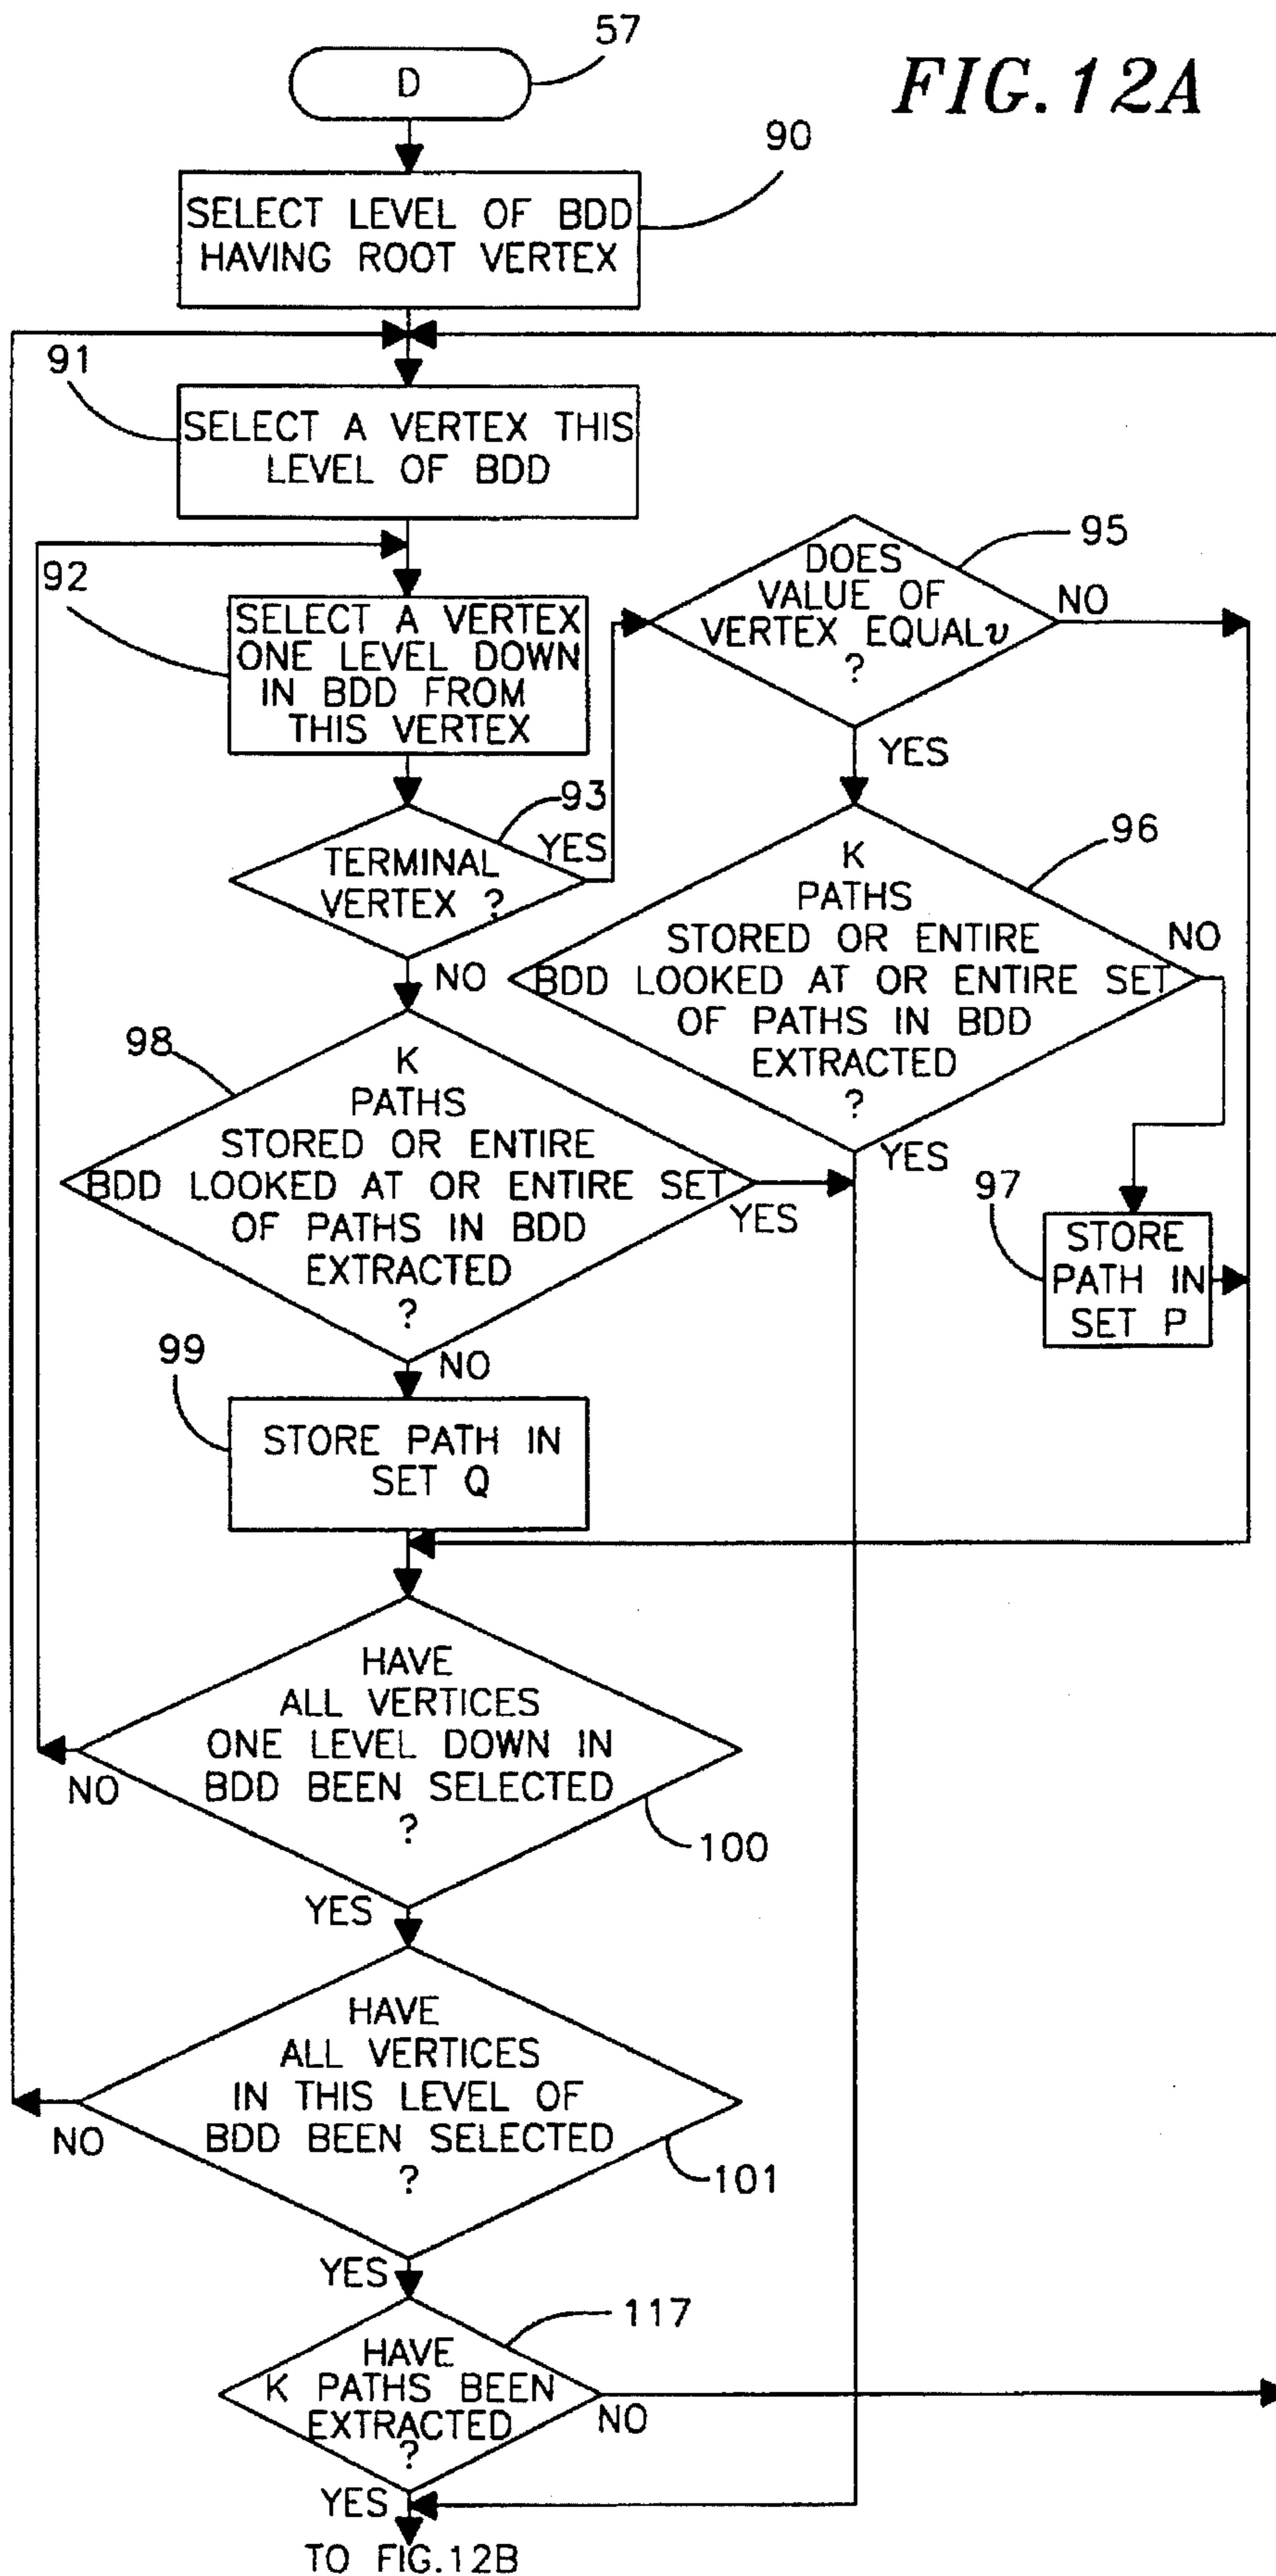 FIG. 12A
57
D
90
SELECT LEVEL OF BDD
HAVING ROOT VERTEX
91
SELECT A VERTEX THIS
LEVEL OF BDD
92
SELECT A VERTEX
ONE LEVEL DOWN
IN BDD FROM
THIS VERTEX
93
TERMINAL
VERTEX ?
YES
NO
95
DOES
VALUE OF
VERTEX EQUAL v
?
NO
YES
96
K
PATHS
STORED OR ENTIRE
BDD LOOKED AT OR ENTIRE SET
OF PATHS IN BDD
EXTRACTED
?
NO
YES
97
STORE
PATH IN
SET P
98
K
PATHS
STORED OR ENTIRE
BDD LOOKED AT OR ENTIRE SET
OF PATHS IN BDD
EXTRACTED
?
YES
NO
99
STORE PATH IN
SET Q
HAVE
ALL VERTICES
ONE LEVEL DOWN IN
BDD BEEN SELECTED
?
NO
100
YES
HAVE
ALL VERTICES
IN THIS LEVEL OF
BDD BEEN SELECTED
?
NO
101
YES
117
HAVE
K PATHS BEEN
EXTRACTED
?
NO
YES
TO FIG.12B